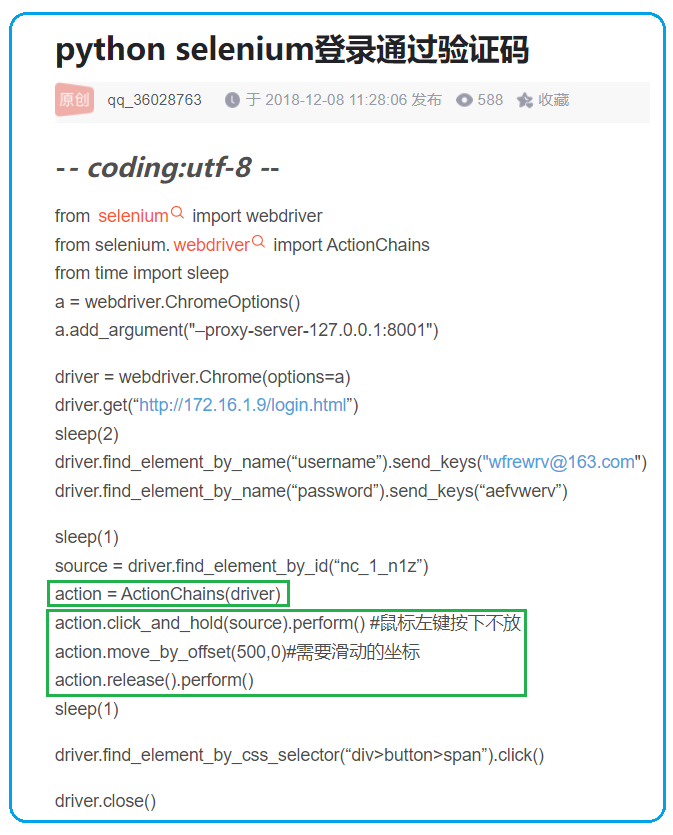 python selenium登录通过验证码
原创 qq_36028763 于 2018-12-08 11:28:06 发布 588 收藏
-- coding:utf-8 --
from selenium import webdriver
from selenium. webdriver import ActionChains
from time import sleep
a = webdriver.ChromeOptions()
a.add_argument("–proxy-server-127.0.0.1:8001")
driver = webdriver.Chrome(options=a)
driver.get(“http://172.16.1.9/login.html”)
sleep(2)
driver.find_element_by_name(“username”).send_keys("wfrewrv@163.com")
driver.find_element_by_name(“password”).send_keys(“aefvwerv”)
sleep(1)
source = driver.find_element_by_id(“nc_1_n1z”)
action = ActionChains(driver)
action.click_and_hold(source).perform() #鼠标左键按下不放
action.move_by_offset(500,0)#需要滑动的坐标
action.release().perform()
sleep(1)
driver.find_element_by_css_selector(“div>button>span”).click()
driver.close()